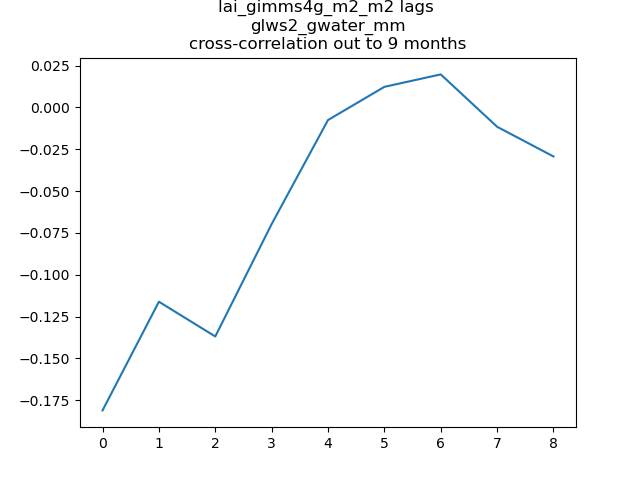 lai_gimms4g_m2_m2 lags
glws2_gwater_mm
cross-correlation out to 9 months
0.025
0.000
−0.025
−0.050
−0.075
−0.100
−0.125
−0.150
−0.175
0 1 2 3 4 5 6 7 8